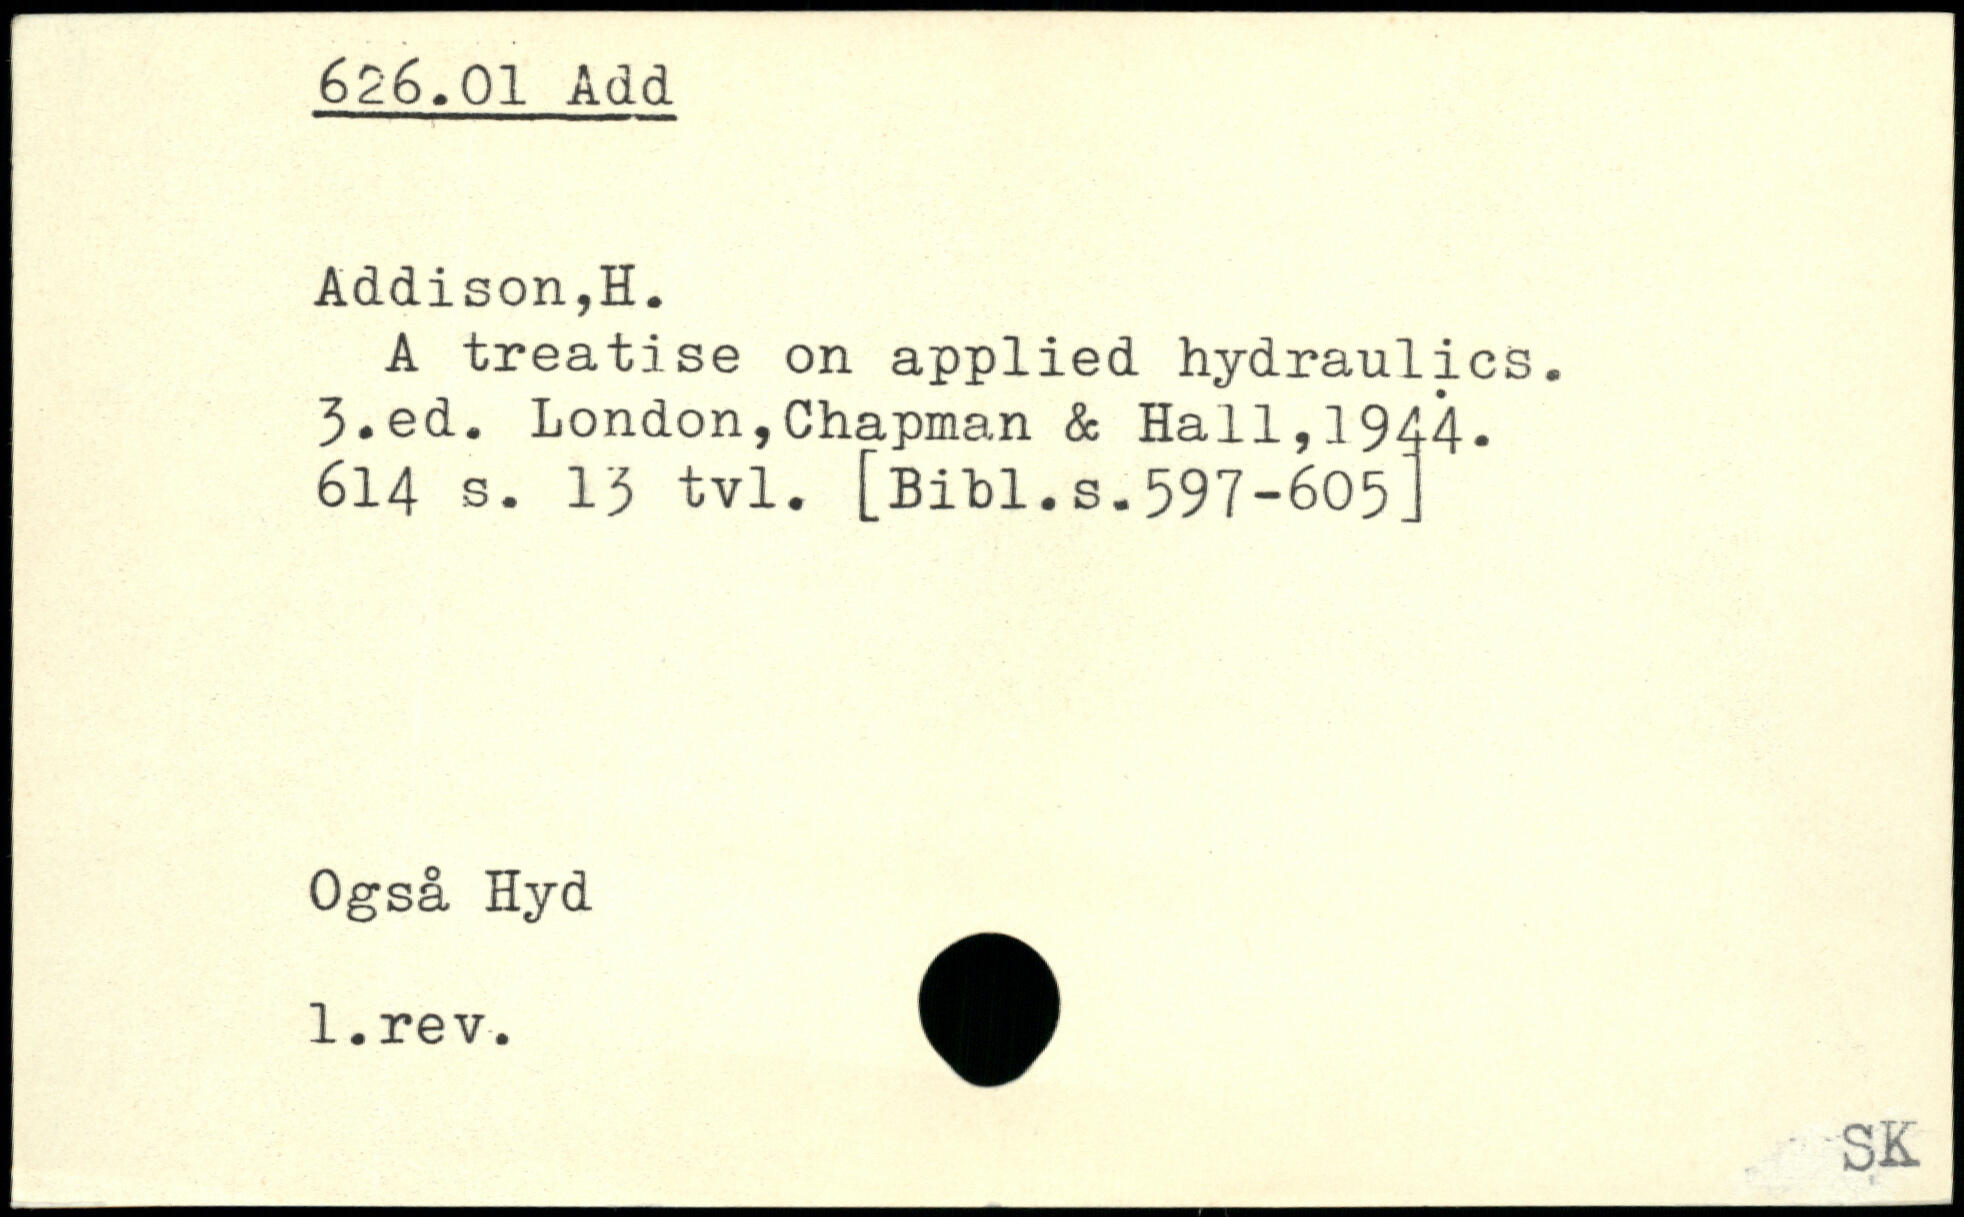 626.01 Add
Addison,H.
A treatise on applied hydraulics.
3.ed. London,Chapman & Hall,1944.
614 s. 13 tvl. [Bibl.s.597-605]
Også Hyd
1.rev.
SK